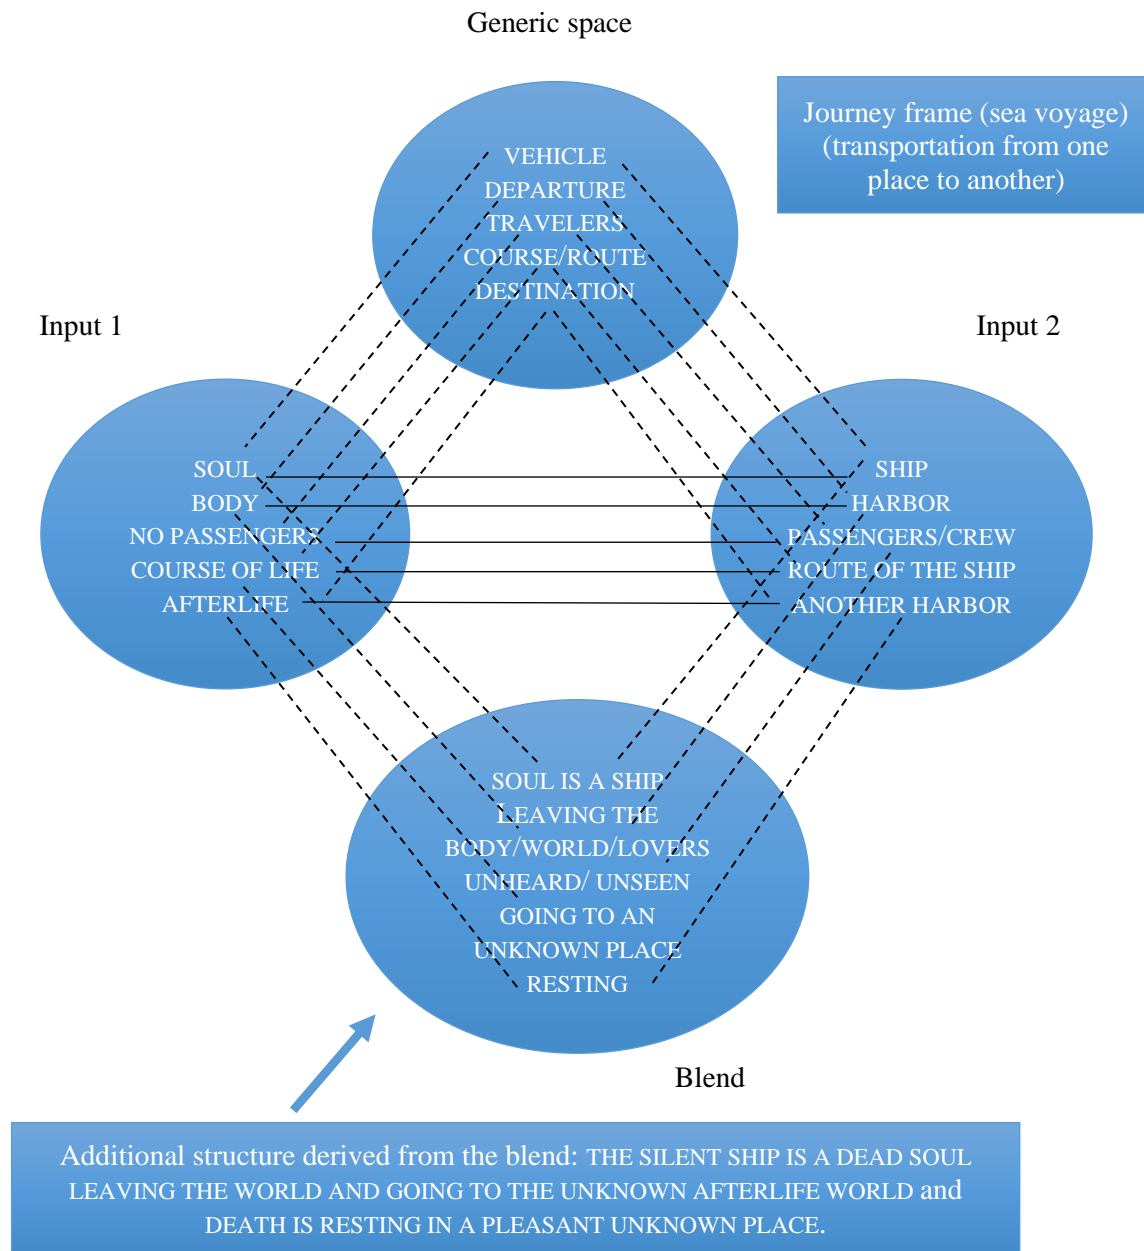 Generic space
Journey frame (sea voyage)
(transportation from one
place to another)
VEHICLE
DEPARTURE
TRAVELERS
COURSE/ROUTE
DESTINATION
Input 1
Input 2
SOUL
BODY
NO PASSENGERS
COURSE OF LIFE
AFTERLIFE
SHIP
HARBOR
PASSENGERS/CREW
ROUTE OF THE SHIP
ANOTHER HARBOR
SOUL IS A SHIP
LEAVING THE
BODY/WORLD/LOVERS
UNHEARD/ UNSEEN
GOING TO AN
UNKNOWN PLACE
RESTING
Blend
Additional structure derived from the blend: THE SILENT SHIP IS A DEAD SOUL
LEAVING THE WORLD AND GOING TO THE UNKNOWN AFTERLIFE WORLD and
DEATH IS RESTING IN A PLEASANT UNKNOWN PLACE.